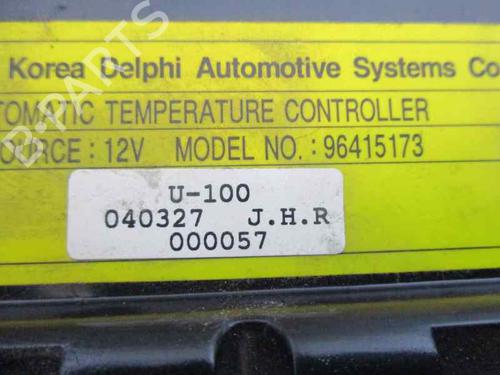 Korea Delphi Automotive Systems Co
TOMATIC TEMPERATURE CONTROLLER
OURCE : 12V MODEL NO. : 96415173
U-100
040327 J.H.R
000057
B-PARTS